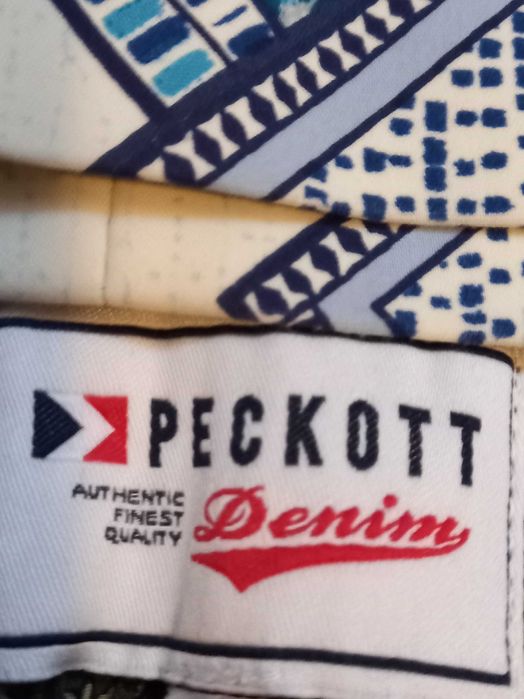 PECKOTT
AUTHENTIC
FINEST
QUALITY
Denim